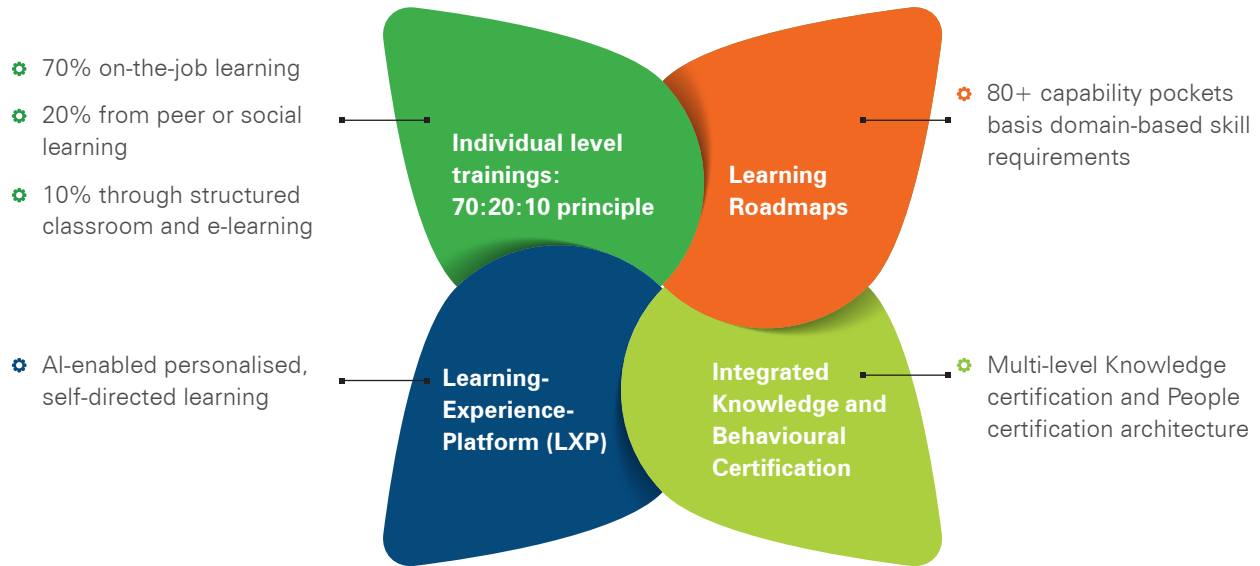 70% on-the-job learning
20% from peer or social
learning
10% through structured
classroom and e-learning
Individual level
trainings:
70:20:10 principle
Learning
Roadmaps
80+ capability pockets
basis domain-based skill
requirements
AI-enabled personalised,
self-directed learning
Learning-
Experience-
Platform (LXP)
Integrated
Knowledge and
Behavioural
Certification
Multi-level Knowledge
certification and People
certification architecture